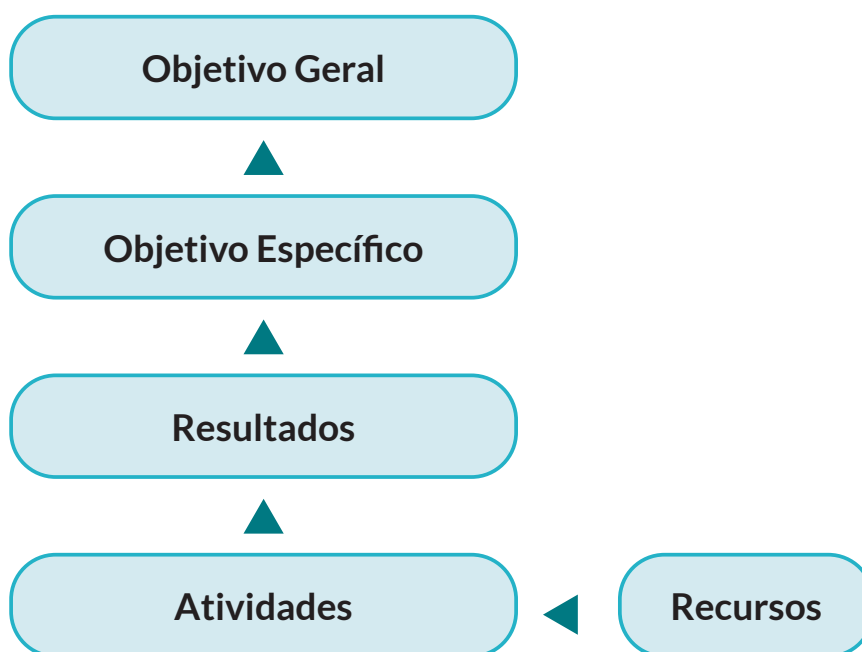 Objetivo Geral
Objetivo Específico
Resultados
Atividades
Recursos